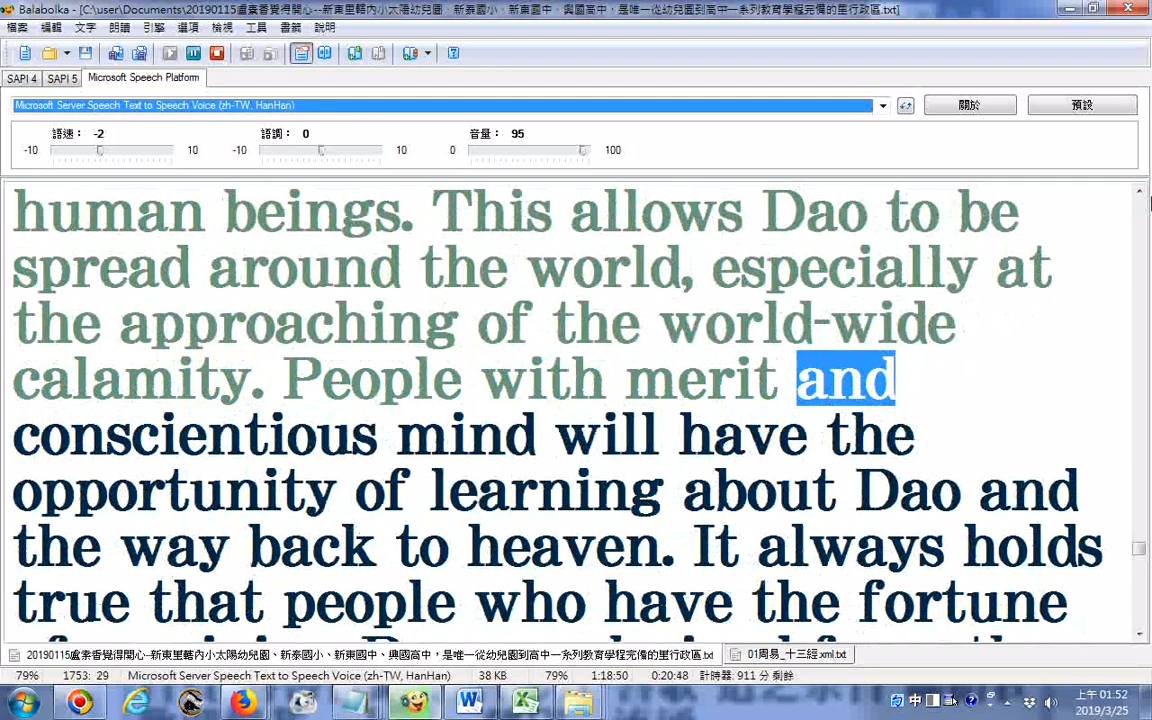 Balabolka - [C:\user\Documents\20190115盧素香覺得開心--新東里轄內小太陽幼兒園、新泰國小、新東國中、興國高中，是唯一從幼兒園到高中一系列教育學程完備的里行政區.txt]
檔案 編輯 文字 朗讀 引擎 選項 檢視 工具 書籤 說明
SAPI 4 SAPI 5 Microsoft Speech Platform
Microsoft Server Speech Text to Speech Voice (zh-TW, HanHan) 關於 預設
語速： -2 語調： 0 音量： 95
-10 10 -10 10 0 100
human beings. This allows Dao to be
spread around the world, especially at
the approaching of the world-wide
calamity. People with merit and
conscientious mind will have the
opportunity of learning about Dao and
the way back to heaven. It always holds
true that people who have the fortune
20190115盧素香覺得開心--新東里轄內小太陽幼兒園、新泰國小、新東國中、興國高中，是唯一從幼兒園到高中一系列教育學程完備的里行政區.txt 01周易_十三經.xml.txt
79% 1753: 29 Microsoft Server Speech Text to Speech Voice (zh-TW, HanHan) 38 KB 79% 1:18:50 0:20:48 計時器： 911 分 剩餘
中 上午 01:52
2019/3/25